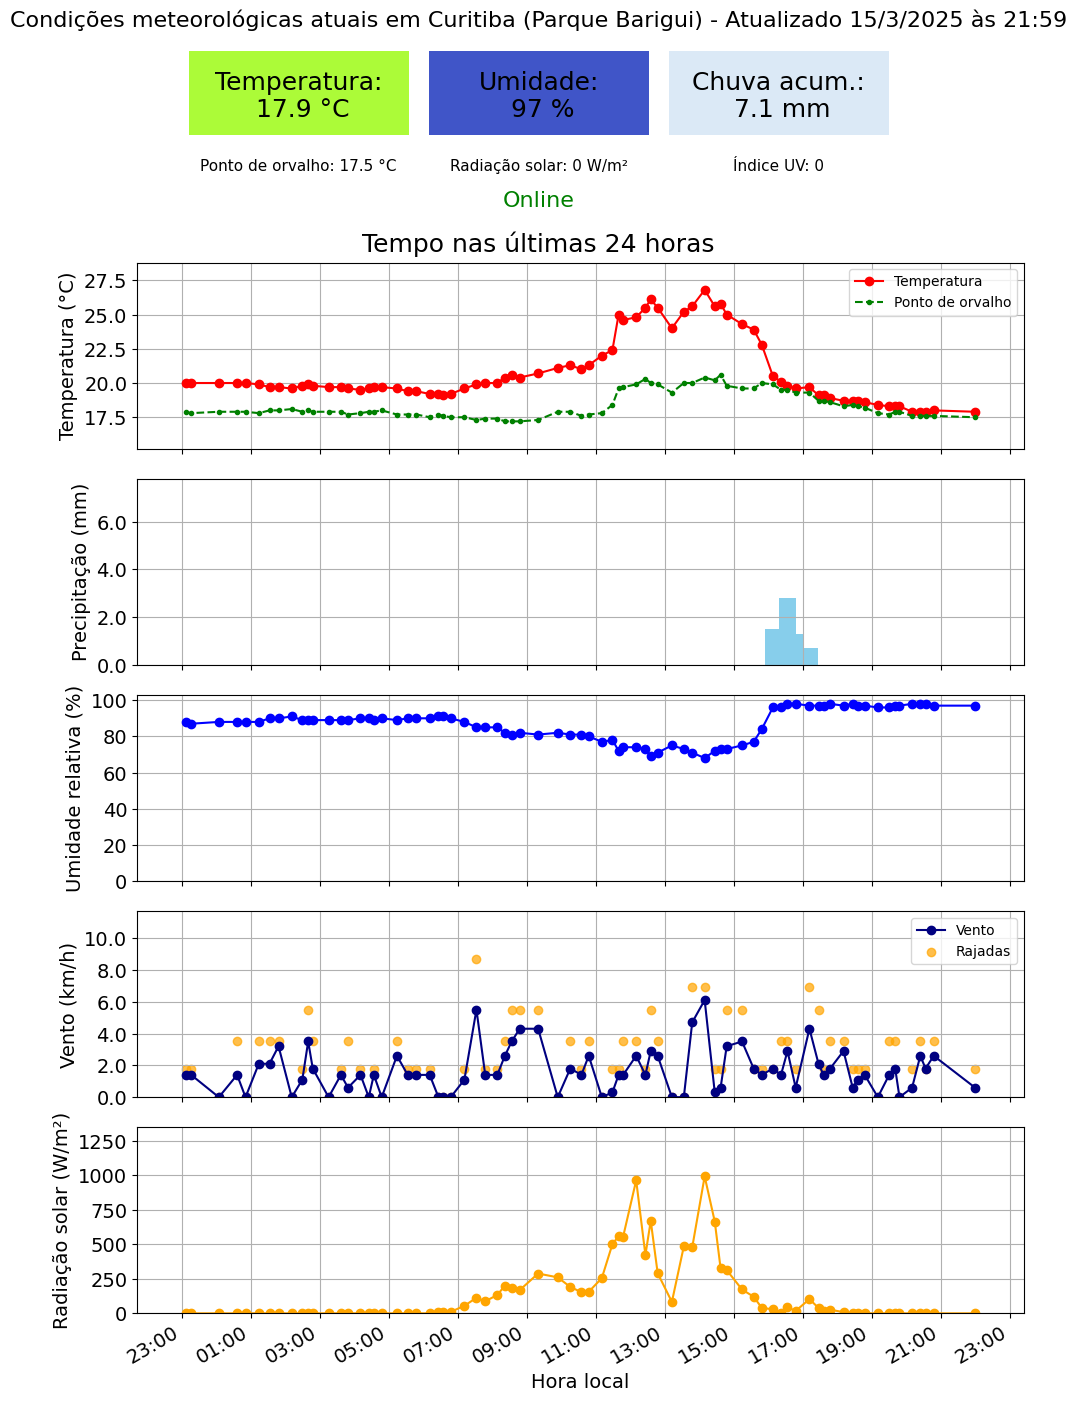 Condições meteorológicas atuais em Curitiba (Parque Barigui) - Atualizado 15/3/2025 às 21:59
Temperatura:
17.9 °C
Umidade:
97 %
Chuva acum.:
7.1 mm
Ponto de orvalho: 17.5 °C
Radiação solar: 0 W/m²
Índice UV: 0
Online
Tempo nas últimas 24 horas
Temperatura (°C)
27.5
25.0
22.5
20.0
17.5
Temperatura
Ponto de orvalho
Precipitação (mm)
6.0
4.0
2.0
0.0
Umidade relativa (%)
100
80
60
40
20
0
Vento (km/h)
10.0
8.0
6.0
4.0
2.0
0.0
Vento
Rajadas
Radiação solar (W/m²)
1250
1000
750
500
250
0
23:00
01:00
03:00
05:00
07:00
09:00
11:00
13:00
15:00
17:00
19:00
21:00
23:00
Hora local